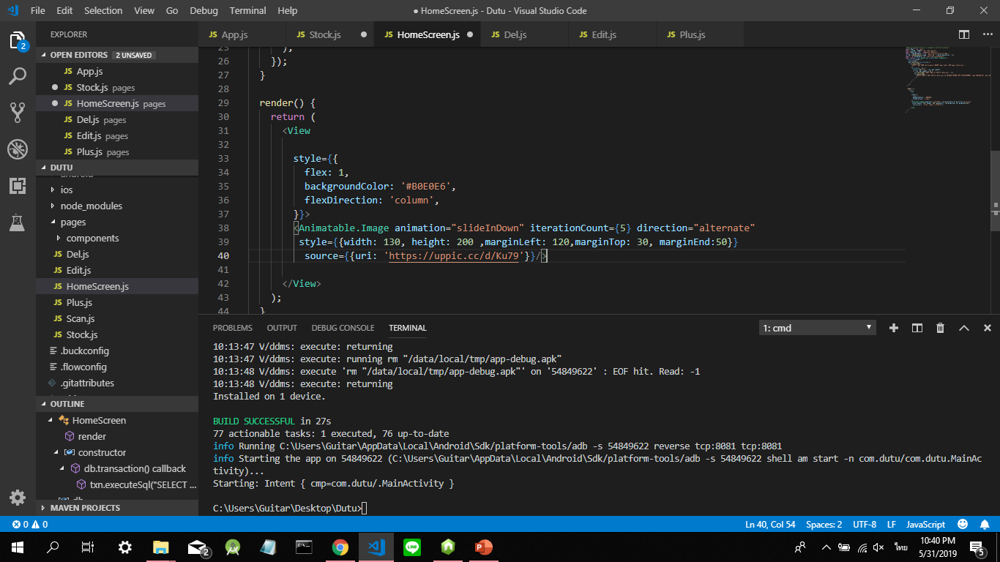 File Edit Selection View Go Debug Terminal Help
● HomeScreen.js - Dutu - Visual Studio Code
EXPLORER
OPEN EDITORS 2 UNSAVED
JS App.js
● JS Stock.js pages
● JS HomeScreen.js pages
JS Del.js pages
JS Edit.js pages
JS Plus.js pages
DUTU
android
ios
node_modules
pages
components
JS Del.js
JS Edit.js
JS HomeScreen.js
JS Plus.js
JS Scan.js
JS Stock.js
.buckconfig
.flowconfig
.gitattributes
OUTLINE
HomeScreen
render
constructor
db.transaction() callback
txn.executeSql("SELECT ...
db
MAVEN PROJECTS
2
JS App.js JS Stock.js ● JS HomeScreen.js ● JS Del.js JS Edit.js JS Plus.js
25 );
26 });
27 }
28
29 render() {
30 return (
31 <View
32
33 style={{
34 flex: 1,
35 backgroundColor: '#B0E0E6',
36 flexDirection: 'column',
37 }}>
38 <Animatable.Image animation="slideInDown" iterationCount={5} direction="alternate"
39 style={{width: 130, height: 200 ,marginLeft: 120,marginTop: 30, marginEnd:50}}
40 source={{uri: 'https://uppic.cc/d/Ku79'}}/>
41
42 </View>
43 );
44 }
PROBLEMS OUTPUT DEBUG CONSOLE TERMINAL 1: cmd
10:13:47 V/ddms: execute: returning
10:13:47 V/ddms: execute: running rm "/data/local/tmp/app-debug.apk"
10:13:48 V/ddms: execute 'rm "/data/local/tmp/app-debug.apk"' on '54849622' : EOF hit. Read: -1
10:13:48 V/ddms: execute: returning
Installed on 1 device.
BUILD SUCCESSFUL in 27s
77 actionable tasks: 1 executed, 76 up-to-date
info Running C:\Users\Guitar\AppData\Local\Android\Sdk/platform-tools/adb -s 54849622 reverse tcp:8081 tcp:8081
info Starting the app on 54849622 (C:\Users\Guitar\AppData\Local\Android\Sdk/platform-tools/adb -s 54849622 shell am start -n com.dutu/com.dutu.MainAc
tivity)...
Starting: Intent { cmp=com.dutu/.MainActivity }
C:\Users\Guitar\Desktop\Dutu>
0 0 Ln 40, Col 54 Spaces: 2 UTF-8 LF JavaScript
2 LINE ไทย 10:40 PM
5/31/2019 5